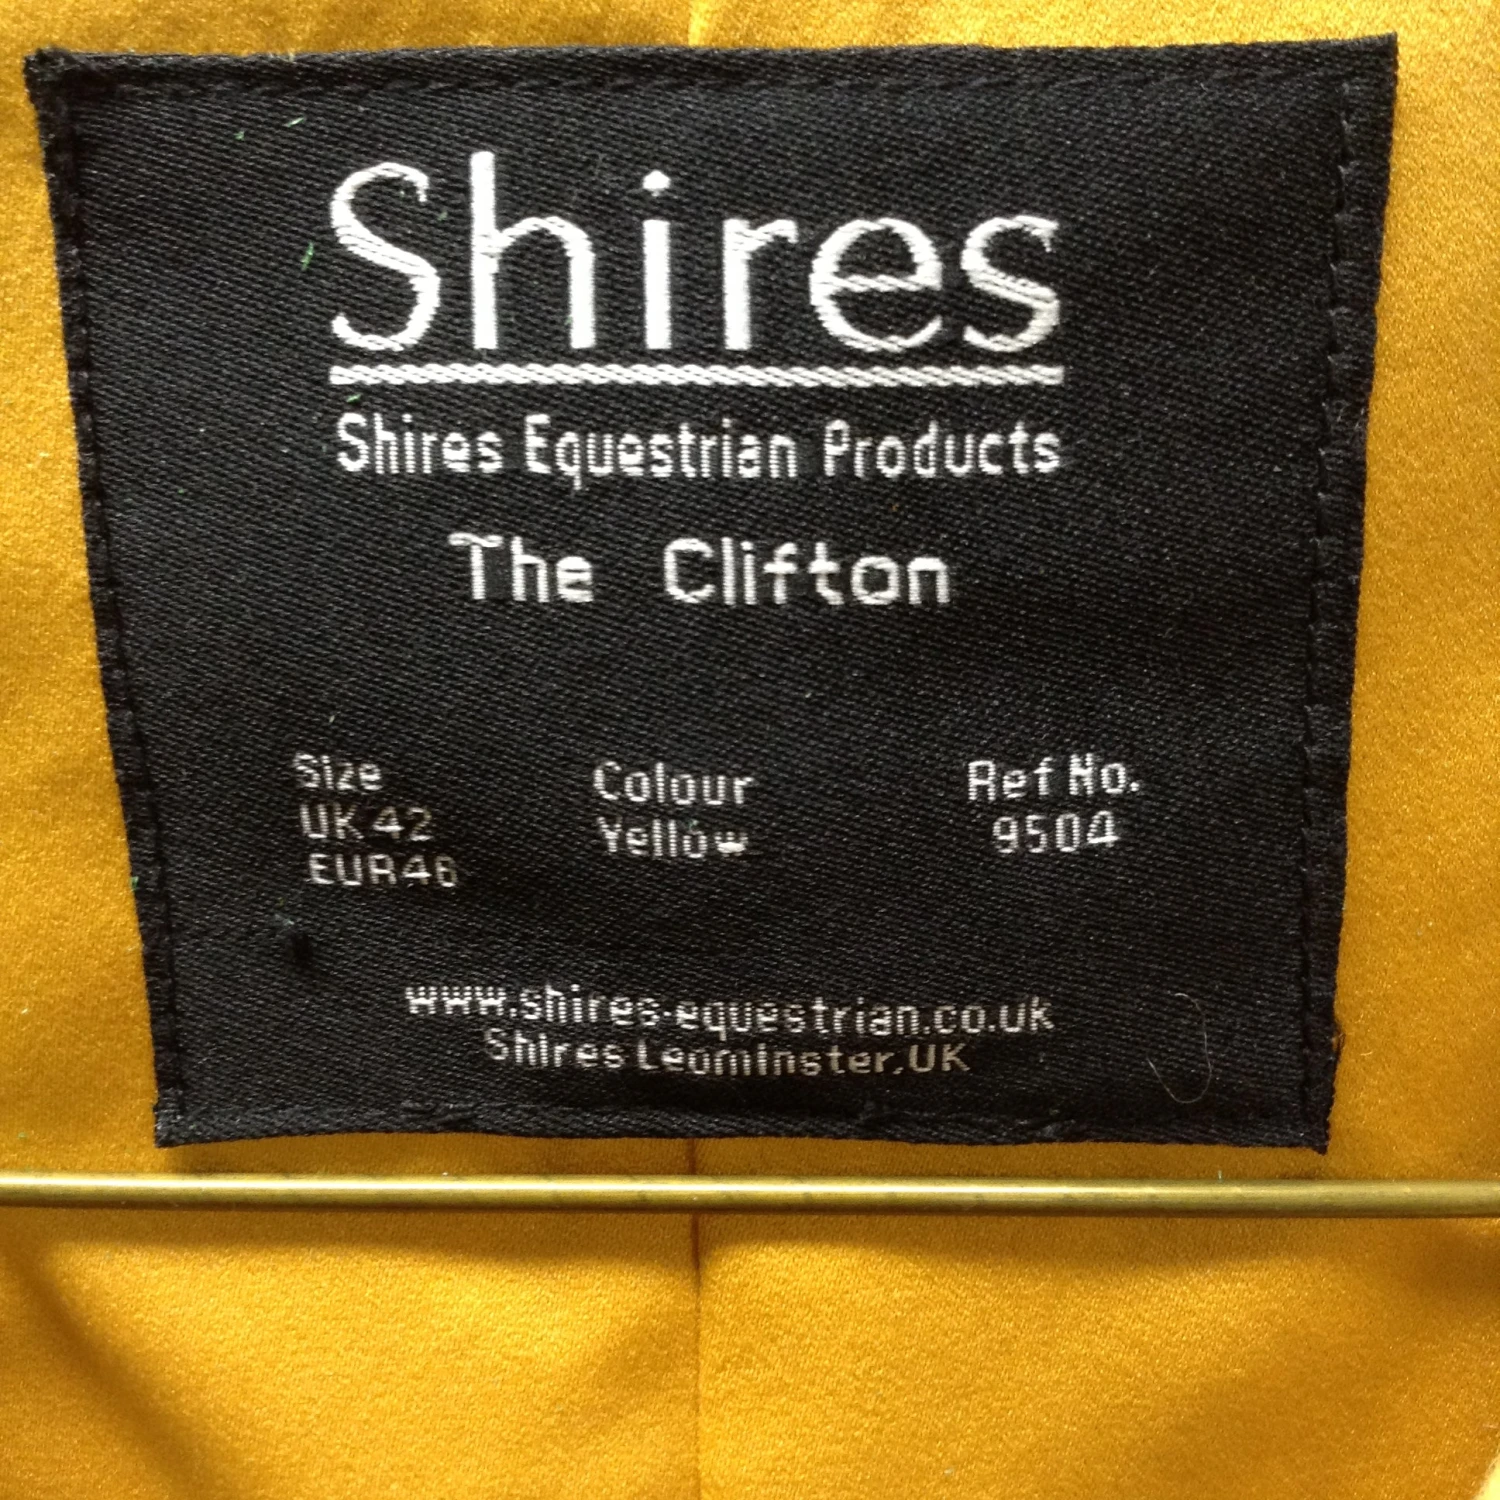 Shires
Shires Equestrian Products
The Clifton
Size Colour Ref No.
UK 42 Yellow 9504
EUR46
www.shires-equestrian.co.uk
Shires Leominster,UK